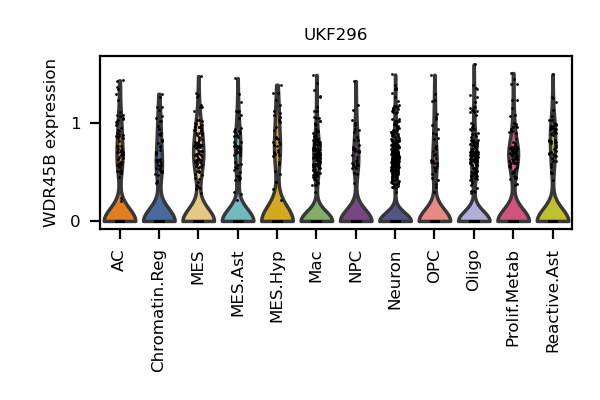 UKF296
WDR45B expression
1
0
AC
Chromatin.Reg
MES
MES.Ast
MES.Hyp
Mac
NPC
Neuron
OPC
Oligo
Prolif.Metab
Reactive.Ast